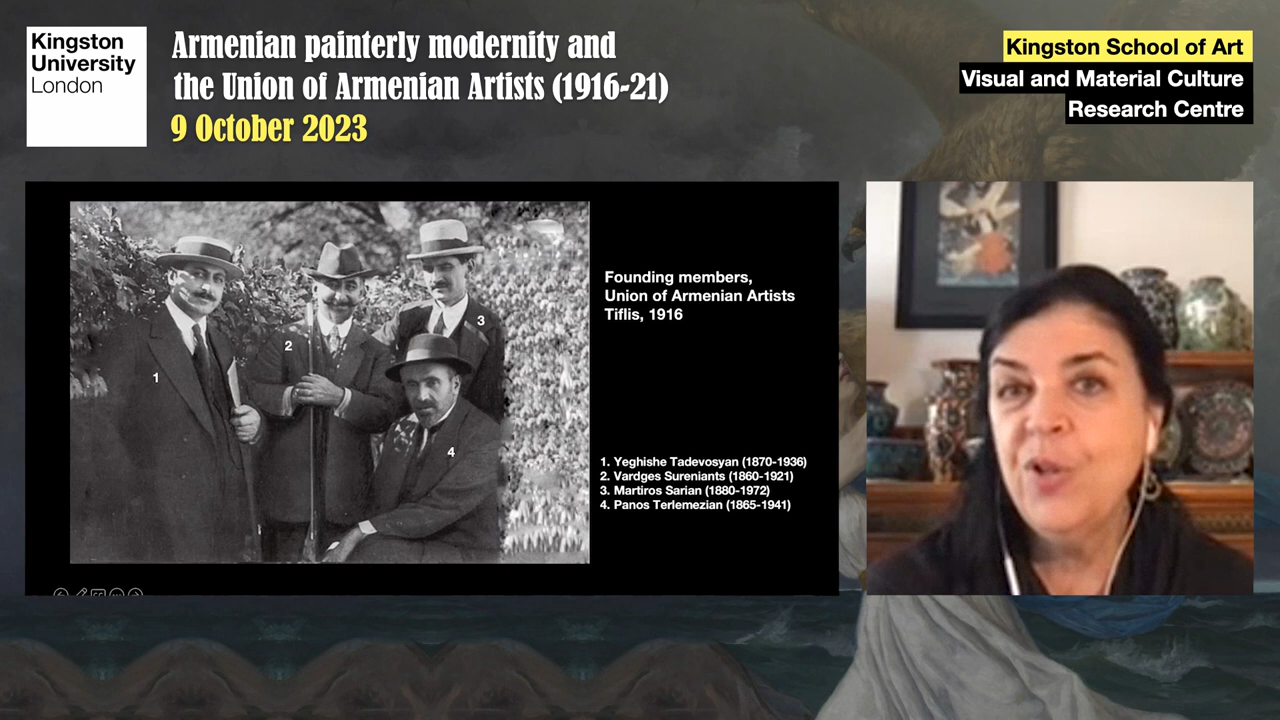 Kingston
University
London
Armenian painterly modernity and
the Union of Armenian Artists (1916-21)
9 October 2023
Kingston School of Art
Visual and Material Culture
Research Centre
1
2
3
4
Founding members,
Union of Armenian Artists
Tiflis, 1916
1. Yeghishe Tadevosyan (1870-1936)
2. Vardges Sureniants (1860-1921)
3. Martiros Sarian (1880-1972)
4. Panos Terlemezian (1865-1941)